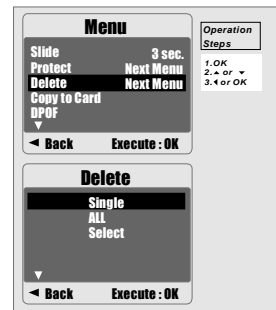 Menu
Slide 3 sec.
Protect Next Menu
Delete Next Menu
Copy to Card
DPOF
▼
◄ Back Execute : OK
Operation
Steps
1.OK
2.▲ or ▼
3.◄ or OK
Delete
Single
ALL
Select
▼
◄ Back Execute : OK